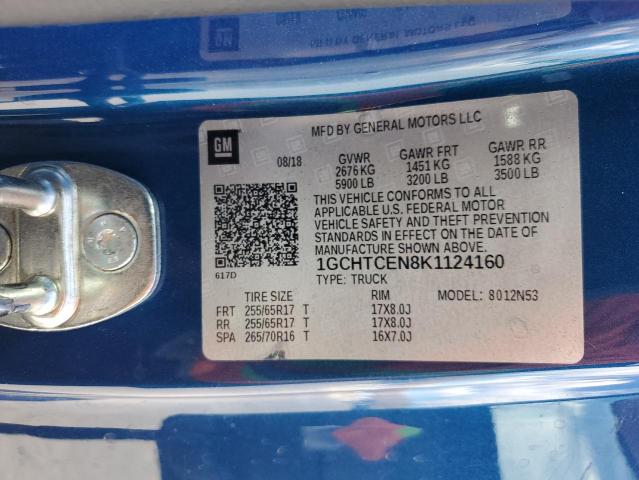 MFD BY GENERAL MOTORS LLC
GM
08/18
GVWR GAWR FRT GAWR RR
2676 KG 1451 KG 1588 KG
5900 LB 3200 LB 3500 LB
THIS VEHICLE CONFORMS TO ALL
APPLICABLE U.S. FEDERAL MOTOR
VEHICLE SAFETY AND THEFT PREVENTION
STANDARDS IN EFFECT ON THE DATE OF
MANUFACTURE SHOWN ABOVE.
617D
1GCHTCEN8K1124160
TYPE: TRUCK
TIRE SIZE RIM MODEL: 8012N53
FRT 255/65R17 T 17X8.0J
RR 255/65R17 T 17X8.0J
SPA 265/70R16 T 16X7.0J